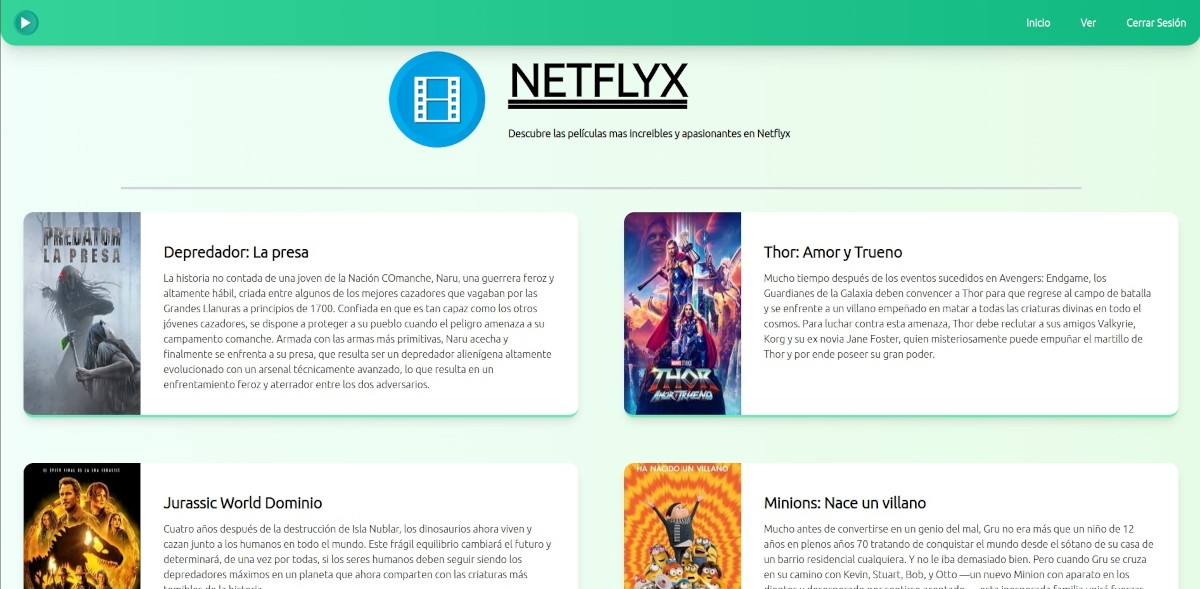 Inicio Ver Cerrar Sesión
NETFLYX
Descubre las películas mas increibles y apasionantes en Netflyx
PREDATOR
LA PRESA
Depredador: La presa
La historia no contada de una joven de la Nación COmanche, Naru, una guerrera feroz y
altamente hábil, criada entre algunos de los mejores cazadores que vagaban por las
Grandes Llanuras a principios de 1700. Confiada en que es tan capaz como los otros
jóvenes cazadores, se dispone a proteger a su pueblo cuando el peligro amenaza a su
campamento comanche. Armada con las armas más primitivas, Naru acecha y
finalmente se enfrenta a su presa, que resulta ser un depredador alienígena altamente
evolucionado con un arsenal técnicamente avanzado, lo que resulta en un
enfrentamiento feroz y aterrador entre los dos adversarios.
THOR
AMOR Y TRUENO
Thor: Amor y Trueno
Mucho tiempo después de los eventos sucedidos en Avengers: Endgame, los
Guardianes de la Galaxia deben convencer a Thor para que regrese al campo de batalla
y se enfrente a un villano empeñado en matar a todas las criaturas divinas en todo el
cosmos. Para luchar contra esta amenaza, Thor debe reclutar a sus amigos Valkyrie,
Korg y su ex novia Jane Foster, quien misteriosamente puede empuñar el martillo de
Thor y por ende poseer su gran poder.
EL ÉPICO FINAL DE LA ERA JURÁSICA
Jurassic World Dominio
Cuatro años después de la destrucción de Isla Nublar, los dinosaurios ahora viven y
cazan junto a los humanos en todo el mundo. Este frágil equilibrio cambiará el futuro y
determinará, de una vez por todas, si los seres humanos deben seguir siendo los
depredadores máximos en un planeta que ahora comparten con las criaturas más
temibles de la historia.
HA NACIDO UN VILLANO
Minions: Nace un villano
Mucho antes de convertirse en un genio del mal, Gru no era más que un niño de 12
años en plenos años 70 tratando de conquistar el mundo desde el sótano de su casa de
un barrio residencial cualquiera. Y no le iba demasiado bien. Pero cuando Gru se cruza
en su camino con Kevin, Stuart, Bob, y Otto —un nuevo Minion con aparato en los